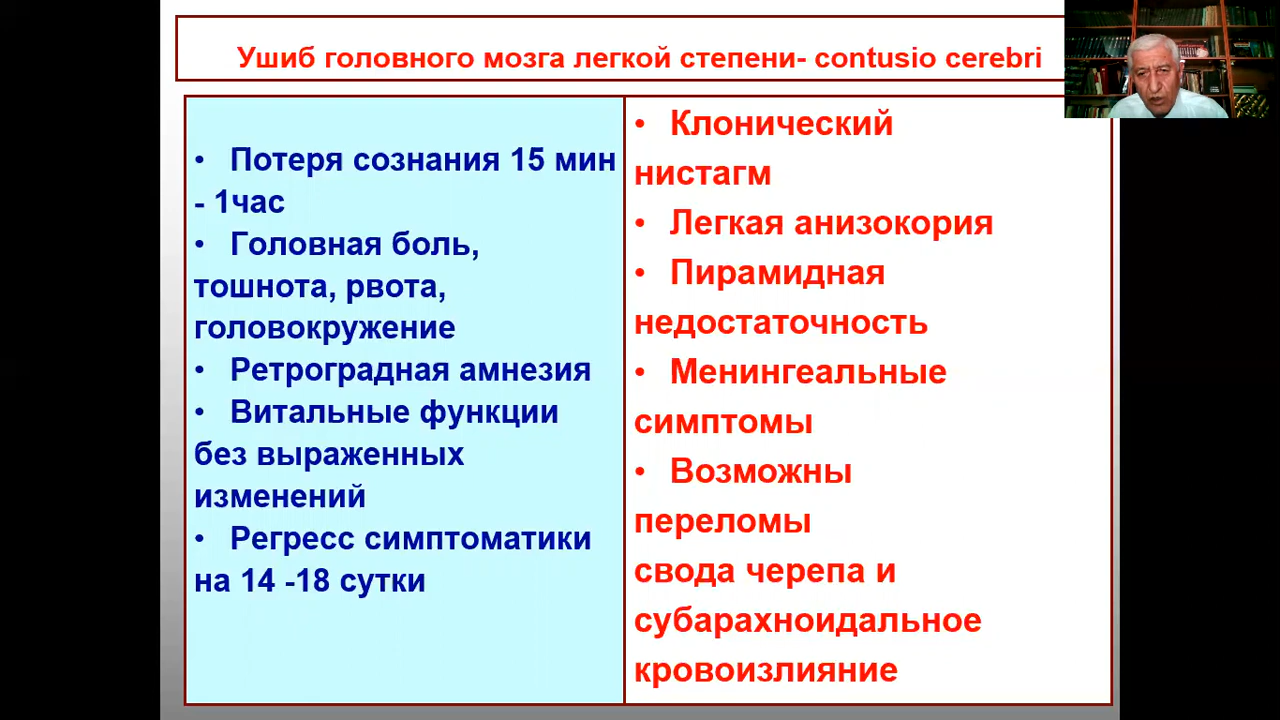 Ушиб головного мозга легкой степени- contusio cerebri
• Потеря сознания 15 мин
- 1час
• Головная боль,
тошнота, рвота,
головокружение
• Ретроградная амнезия
• Витальные функции
без выраженных
изменений
• Регресс симптоматики
на 14 -18 сутки
• Клонический
нистагм
• Легкая анизокория
• Пирамидная
недостаточность
• Менингеальные
симптомы
• Возможны
переломы
свода черепа и
субарахноидальное
кровоизлияние